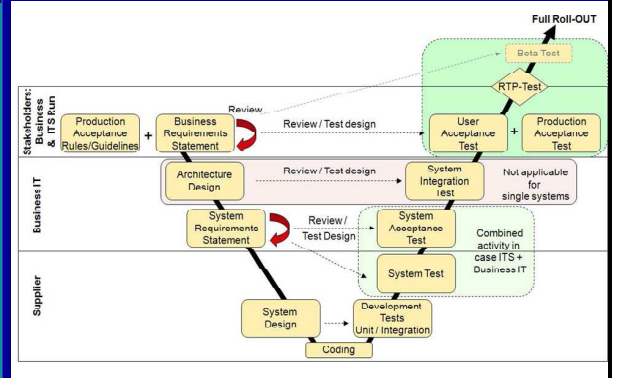 Full Roll-OUT
Beta Test
RTP-Test
Stakeholders:
Business
& ITS Run
Production
Acceptance
Rules/Guidelines
+
Business
Requirements
Statement
Review
Review / Test design
User
Acceptance
Test
+
Production
Acceptance
Test
Business IT
Architecture
Design
Review / Test design
System
Integration
Test
Not applicable
for
single systems
System
Requirements
Statement
Review /
Test Design
System
Acceptance
Test
Combined
activity in
case ITS +
Business IT
System Test
Supplier
System
Design
Development
Tests
Unit / Integration
Coding